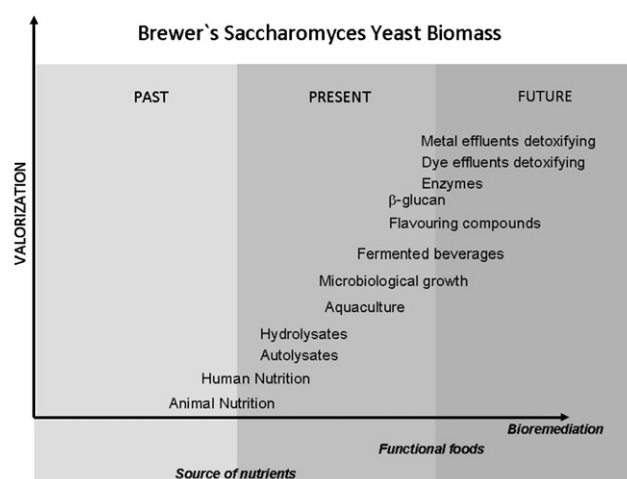 Brewer`s Saccharomyces Yeast Biomass
PAST
PRESENT
FUTURE
VALORIZATION
Metal effluents detoxifying
Dye effluents detoxifying
Enzymes
β-glucan
Flavouring compounds
Fermented beverages
Microbiological growth
Aquaculture
Hydrolysates
Autolysates
Human Nutrition
Animal Nutrition
Bioremediation
Functional foods
Source of nutrients